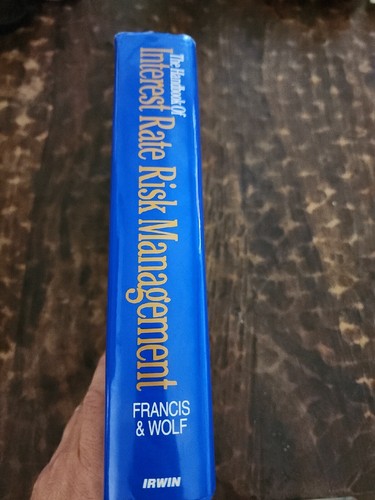 The Handbook Of
Interest Rate Risk Management
FRANCIS
& WOLF
IRWIN